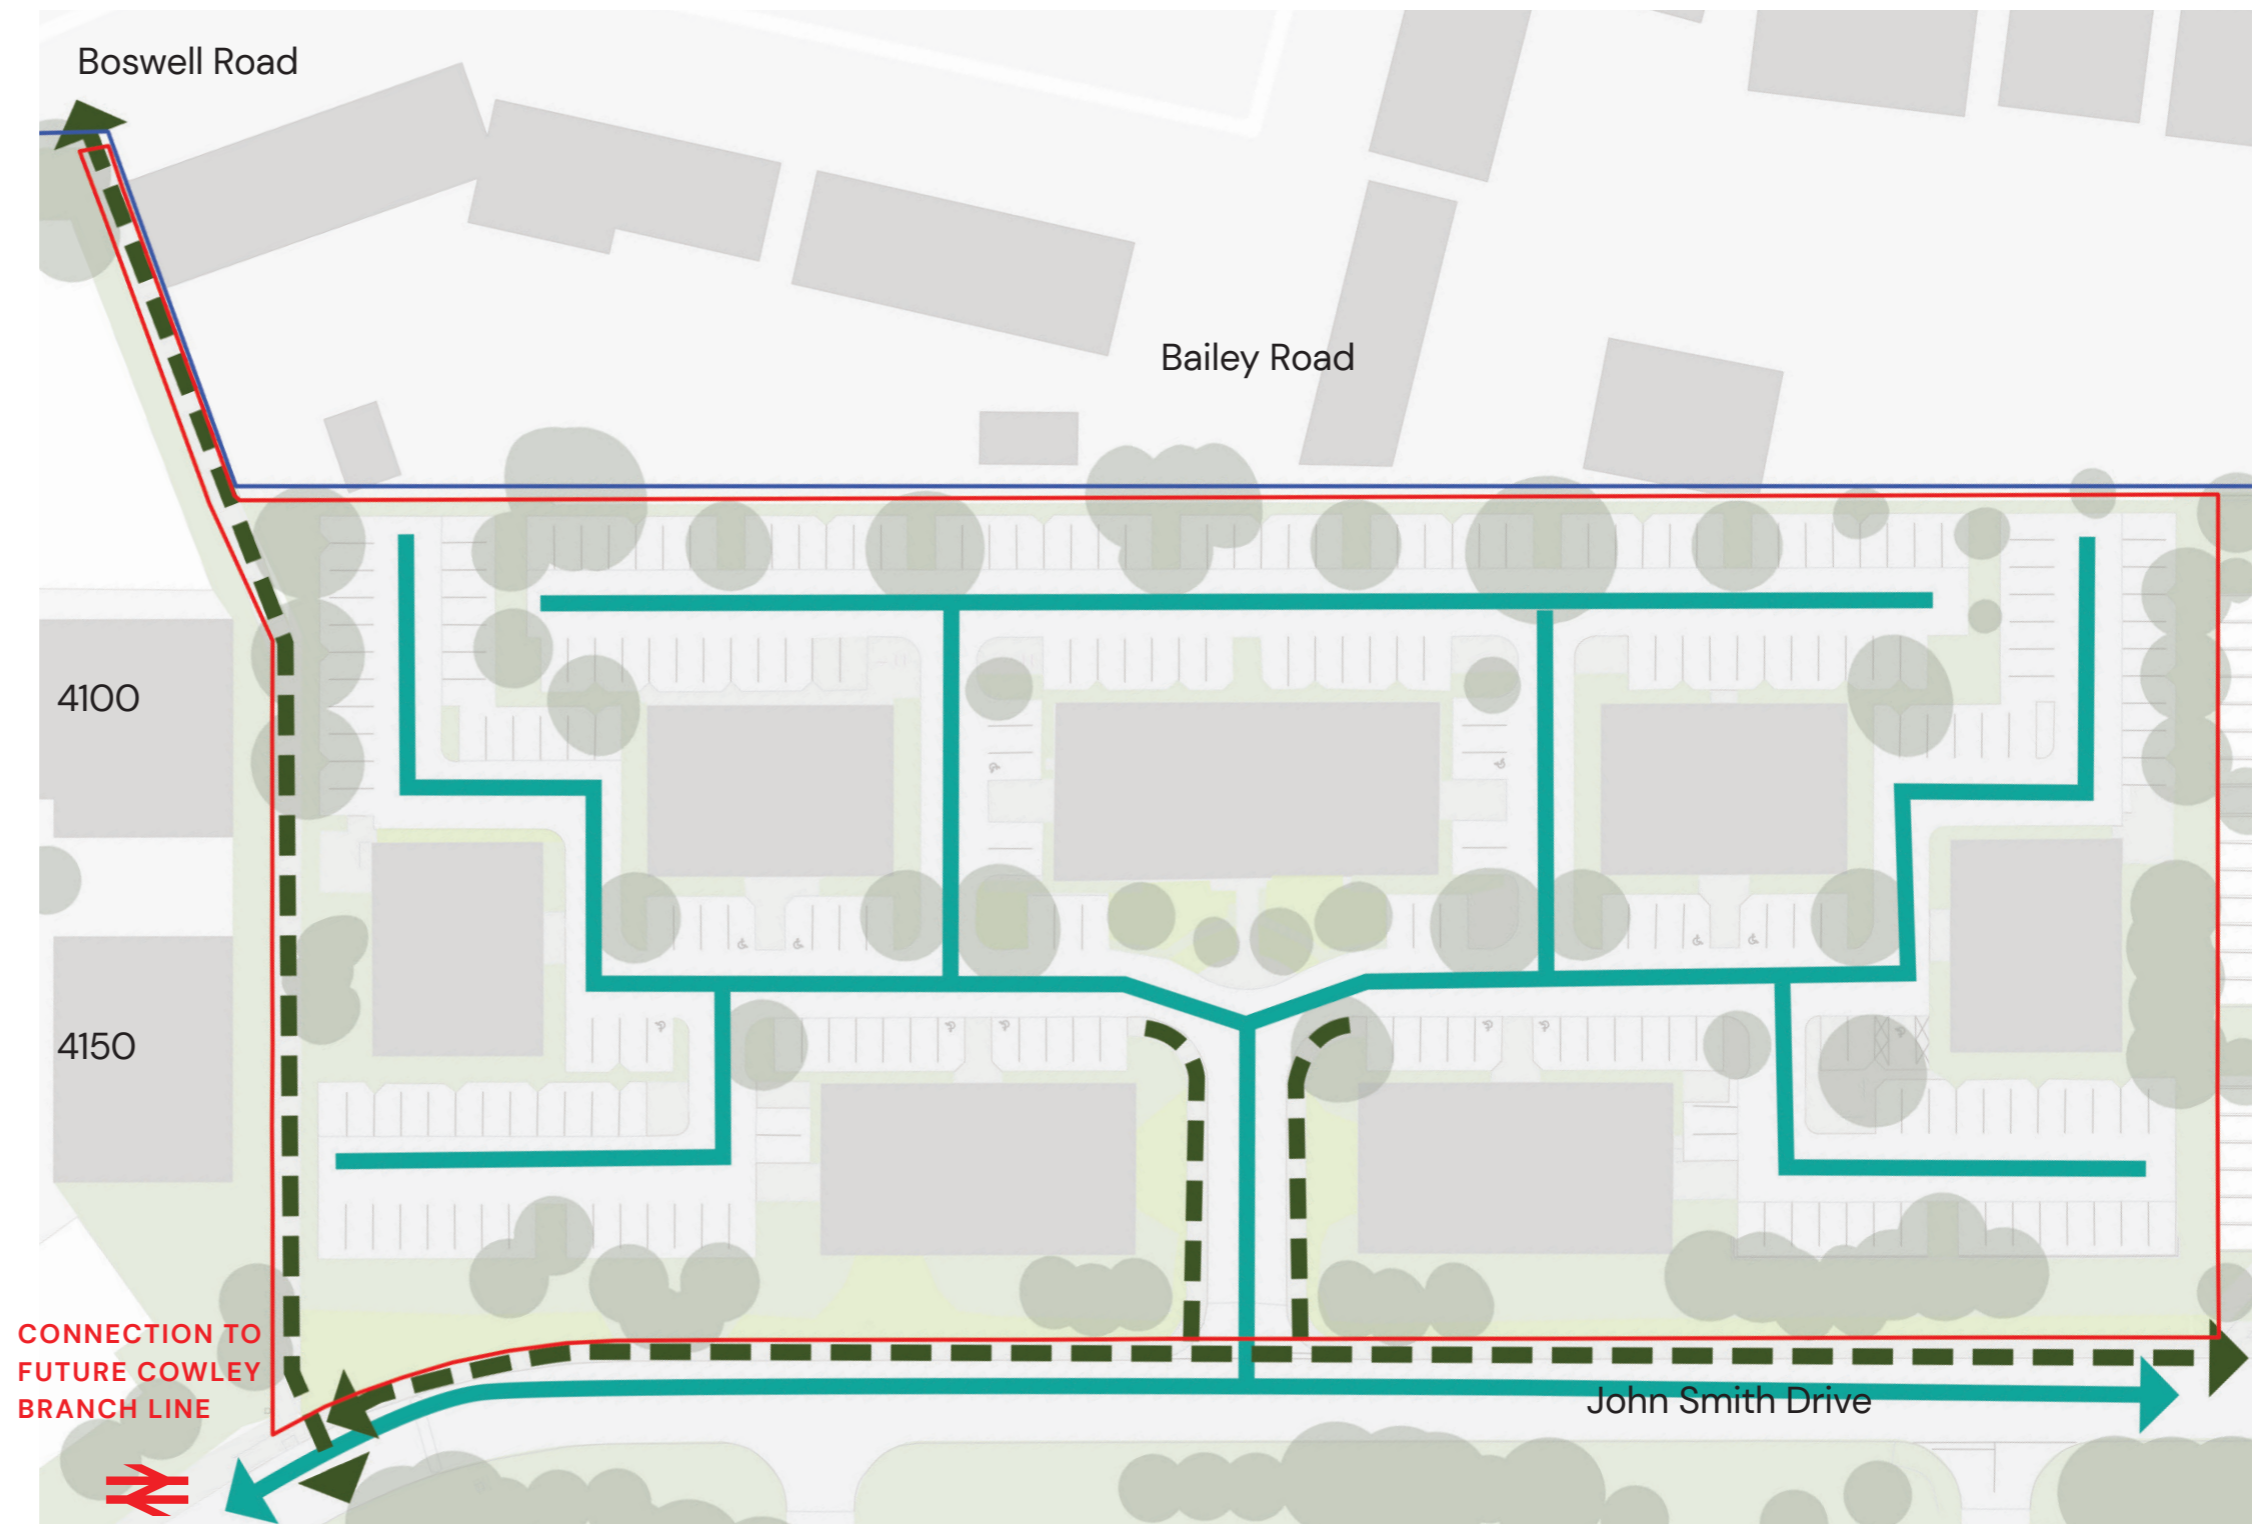 Boswell Road
Bailey Road
4100
4150
CONNECTION TO
FUTURE COWLEY
BRANCH LINE
John Smith Drive